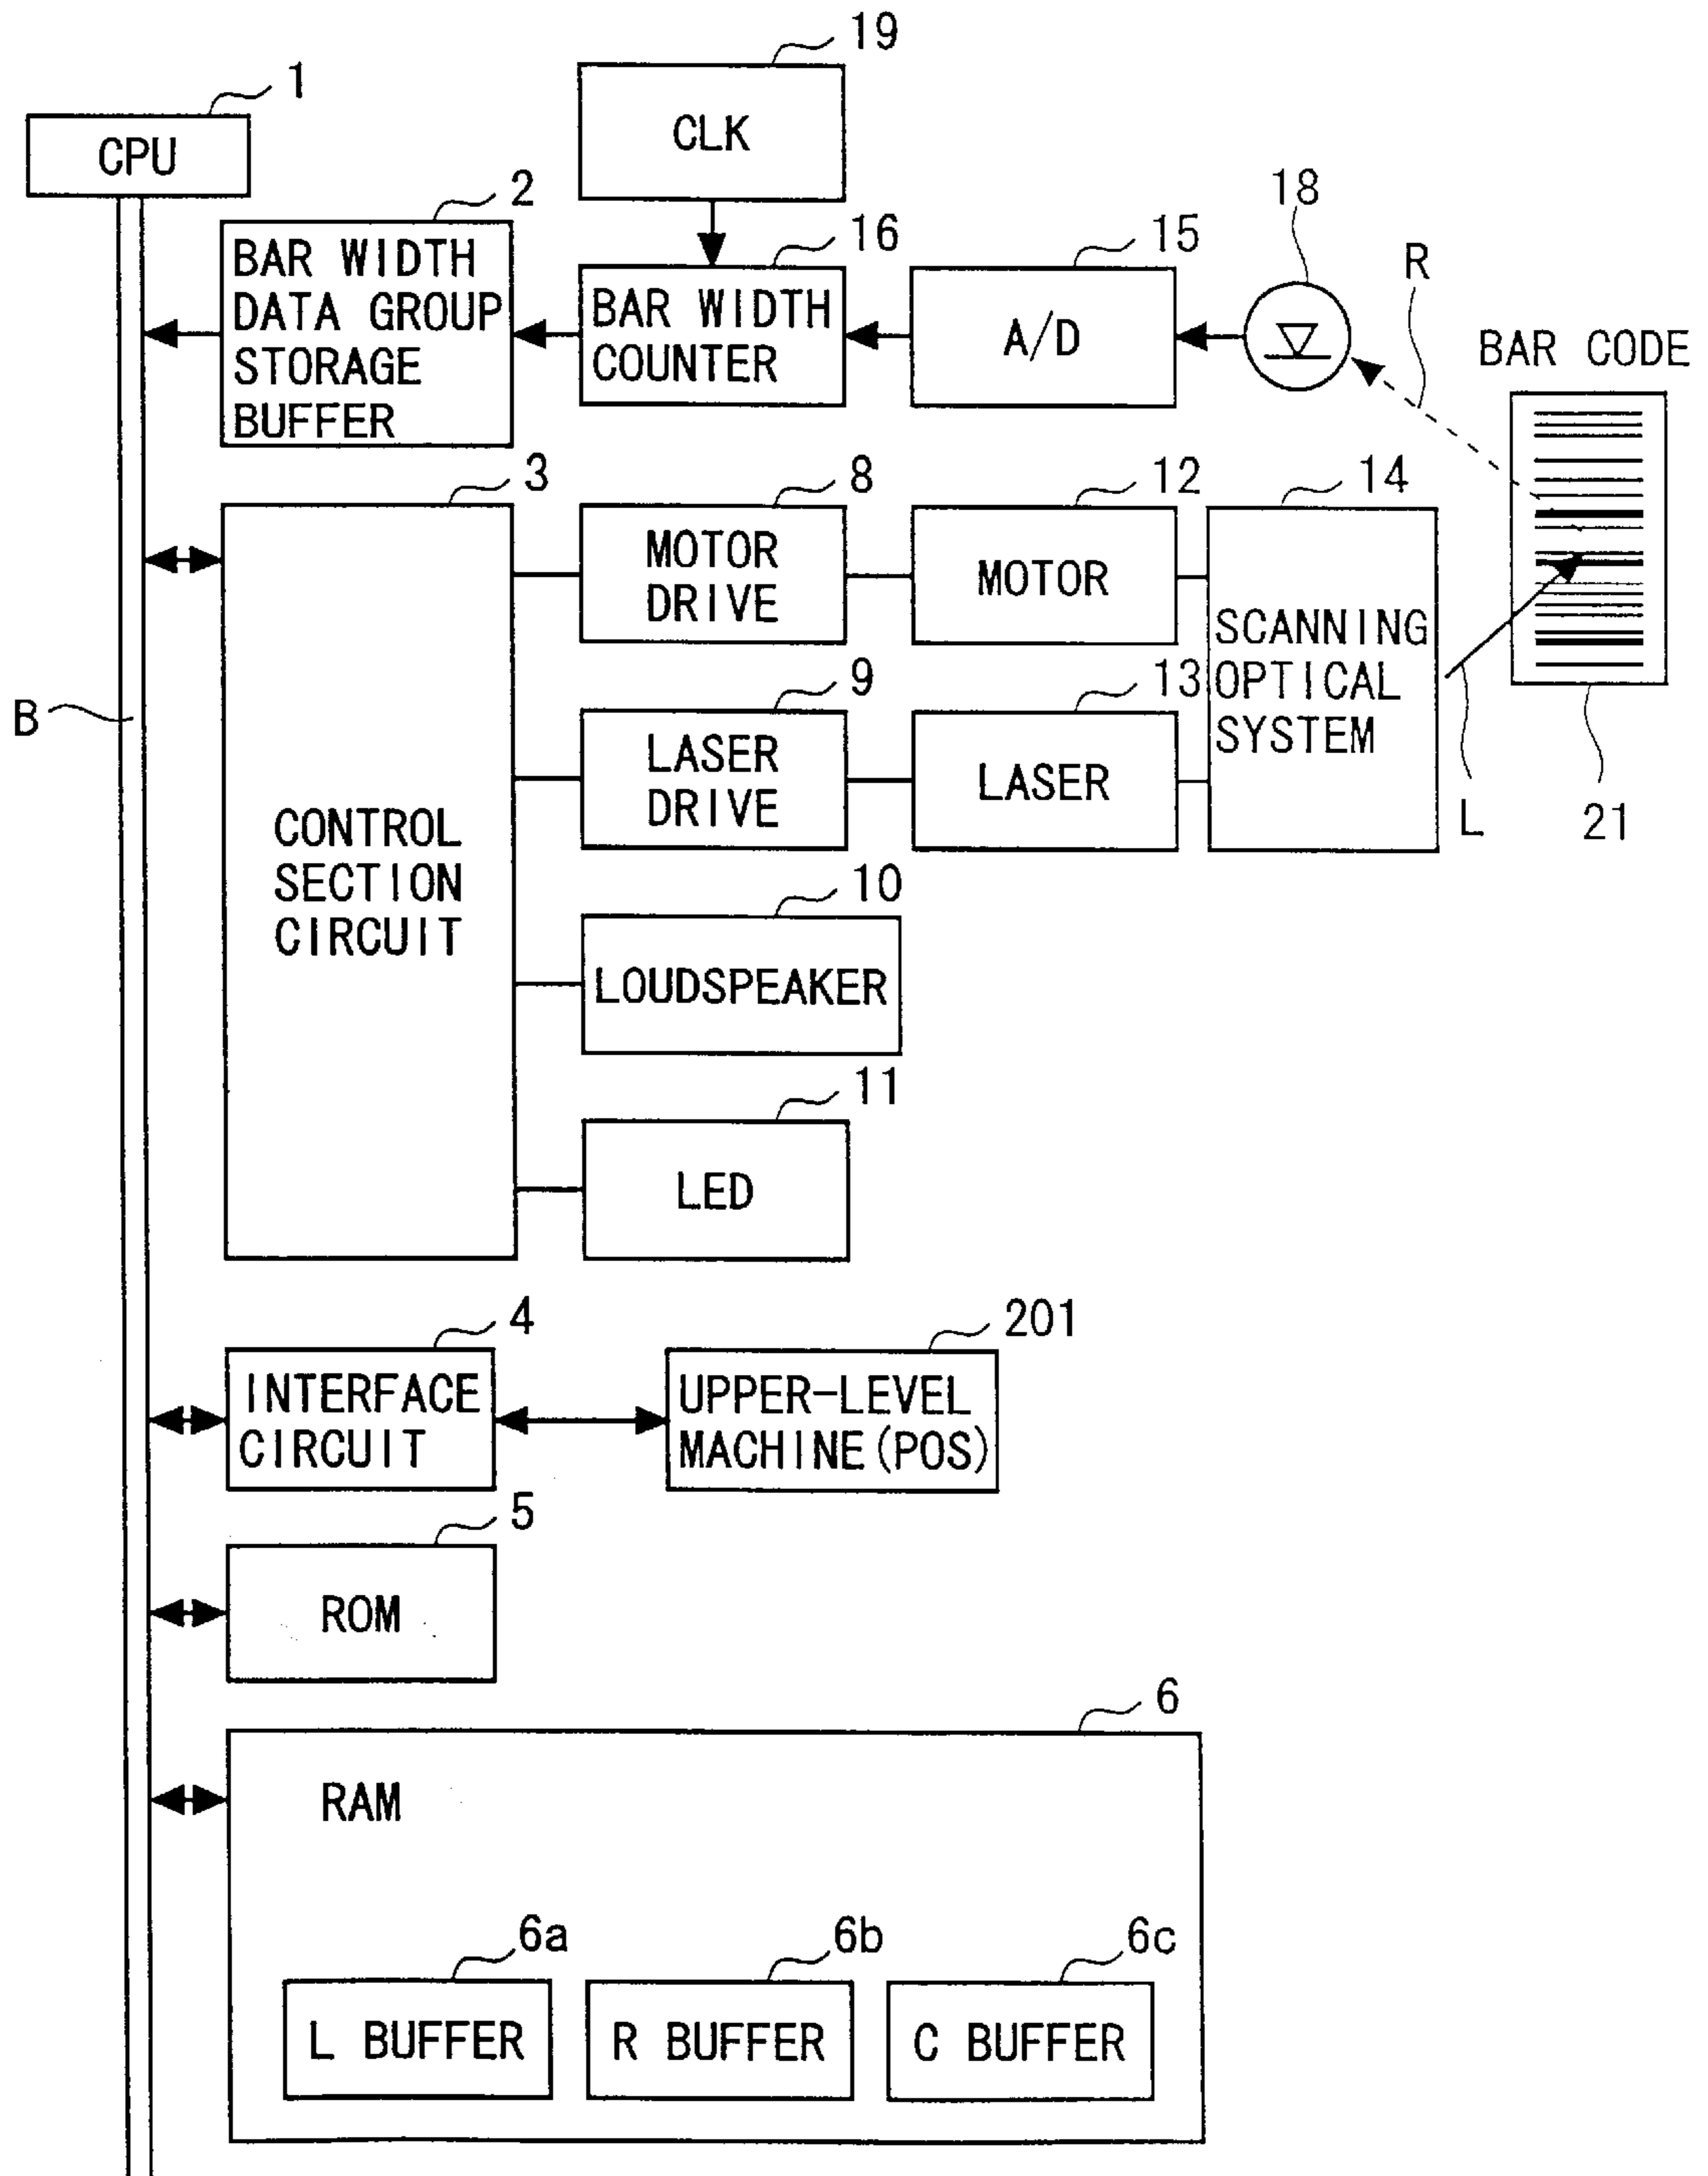 19
1
CLK
CPU
2
16
15
18
R
BAR WIDTH
DATA GROUP
STORAGE
BUFFER
BAR WIDTH
COUNTER
A/D
BAR CODE
3
8
12
14
MOTOR
DRIVE
MOTOR
SCANNING
OPTICAL
SYSTEM
B
9
13
LASER
DRIVE
LASER
L
21
CONTROL
SECTION
CIRCUIT
10
LOUDSPEAKER
11
LED
4
201
INTERFACE
CIRCUIT
UPPER-LEVEL
MACHINE(POS)
5
ROM
6
RAM
6a
6b
6c
L BUFFER
R BUFFER
C BUFFER